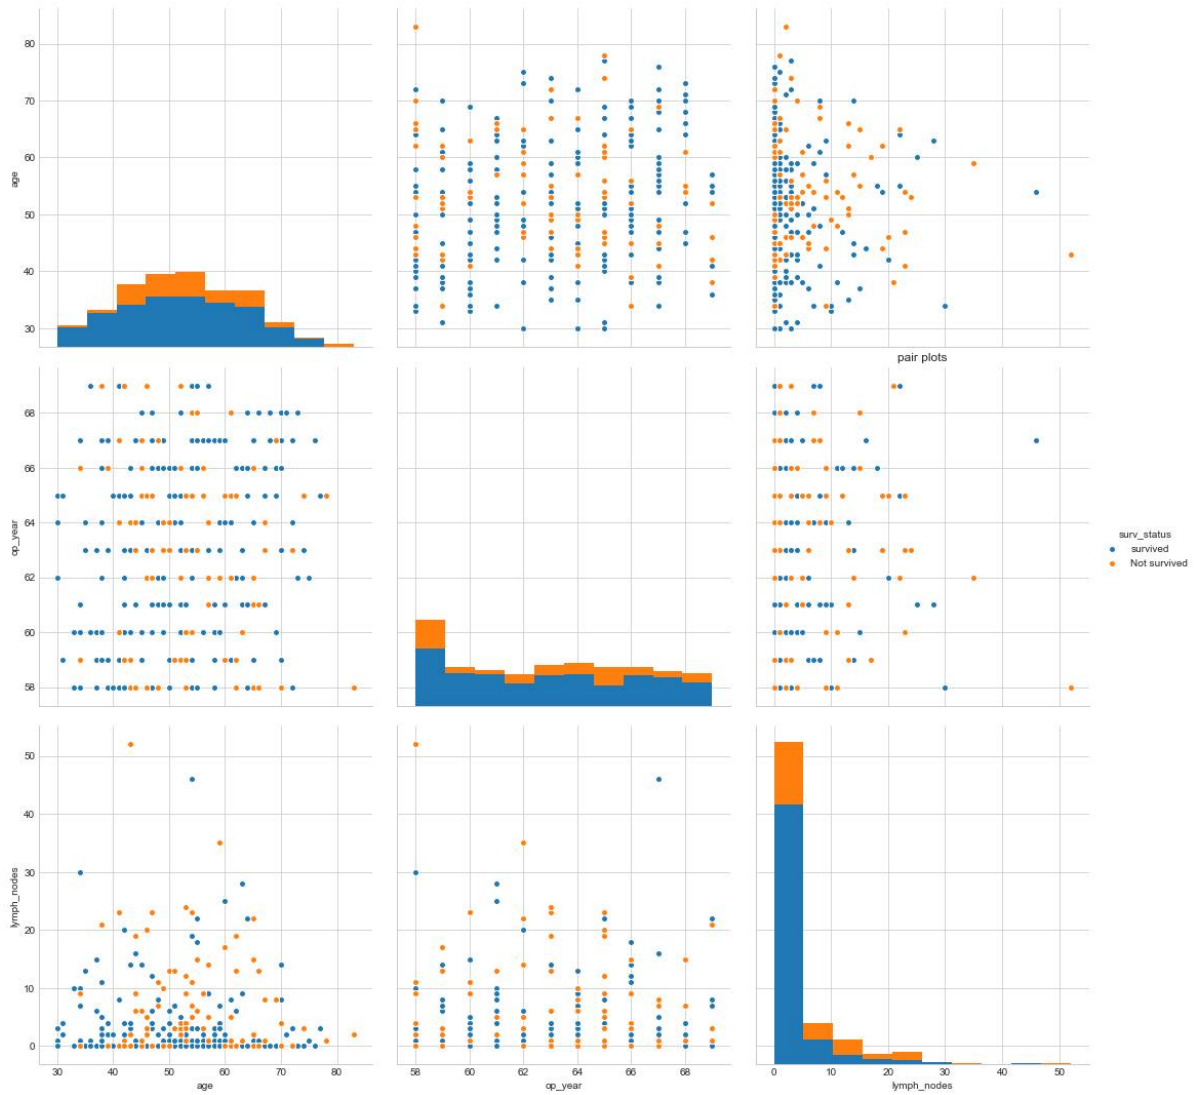 80
70
60
50
40
30
age
pair plots
68
66
64
62
60
58
op_year
surv_status
survived
Not survived
50
40
30
20
10
0
lymph_nodes
30 40 50 60 70 80
age
58 60 62 64 66 68
op_year
0 10 20 30 40 50
lymph_nodes